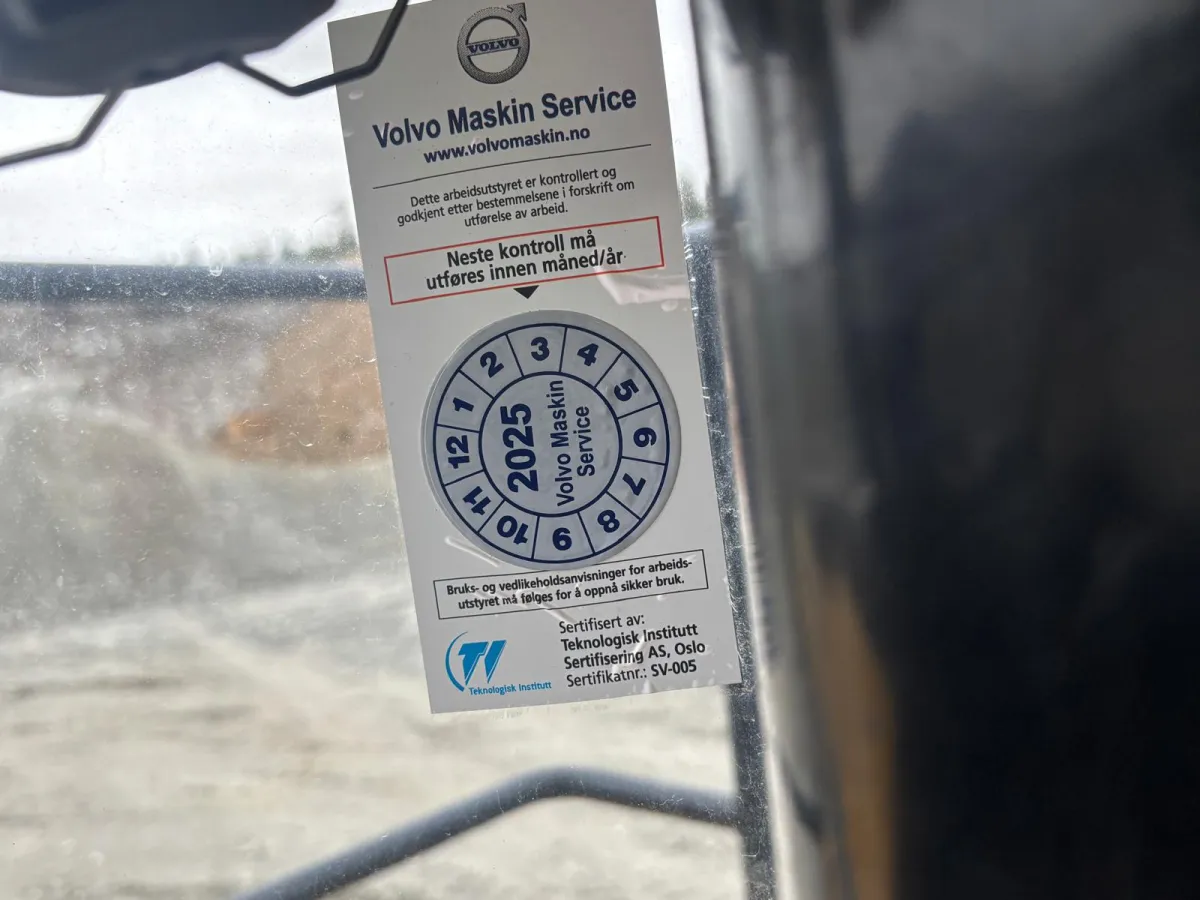 VOLVO
Volvo Maskin Service
www.volvomaskin.no
Dette arbeidsutstyret er kontrollert og
godkjent etter bestemmelsene i forskrift om
utførelse av arbeid.
Neste kontroll må
utføres innen måned/år
1 2 3 4 5 6 7 8 9 10 11 12
2025
Volvo Maskin
Service
Bruks- og vedlikeholdsanvisninger for arbeids-
utstyret må følges for å oppnå sikker bruk.
Teknologisk Institutt
Sertifisert av:
Teknologisk Institutt
Sertifisering AS, Oslo
Sertifikatnr.: SV-005